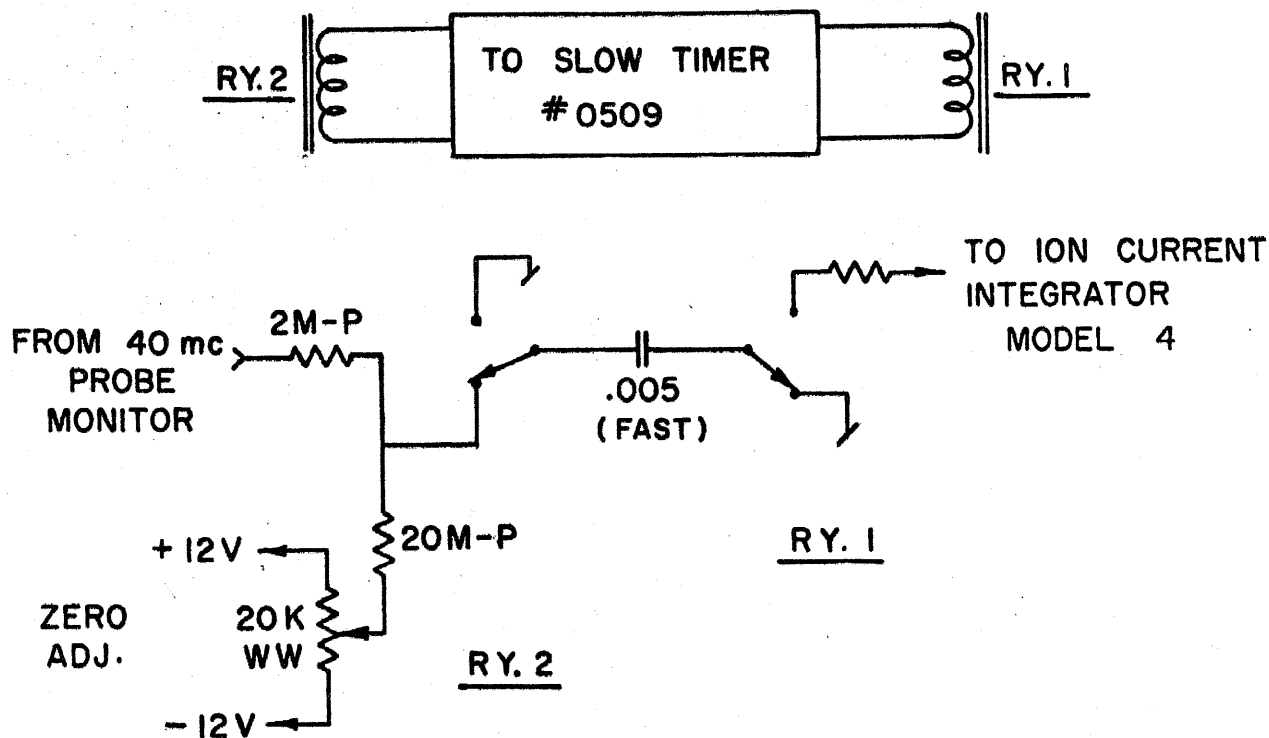 RY. 2
TO SLOW TIMER
#0509
RY. 1
TO ION CURRENT
INTEGRATOR
MODEL 4
2M-P
FROM 40 mc
PROBE
MONITOR
.005
(FAST)
20M-P
RY. 1
+12V
ZERO
ADJ.
20K
WW
RY. 2
-12V